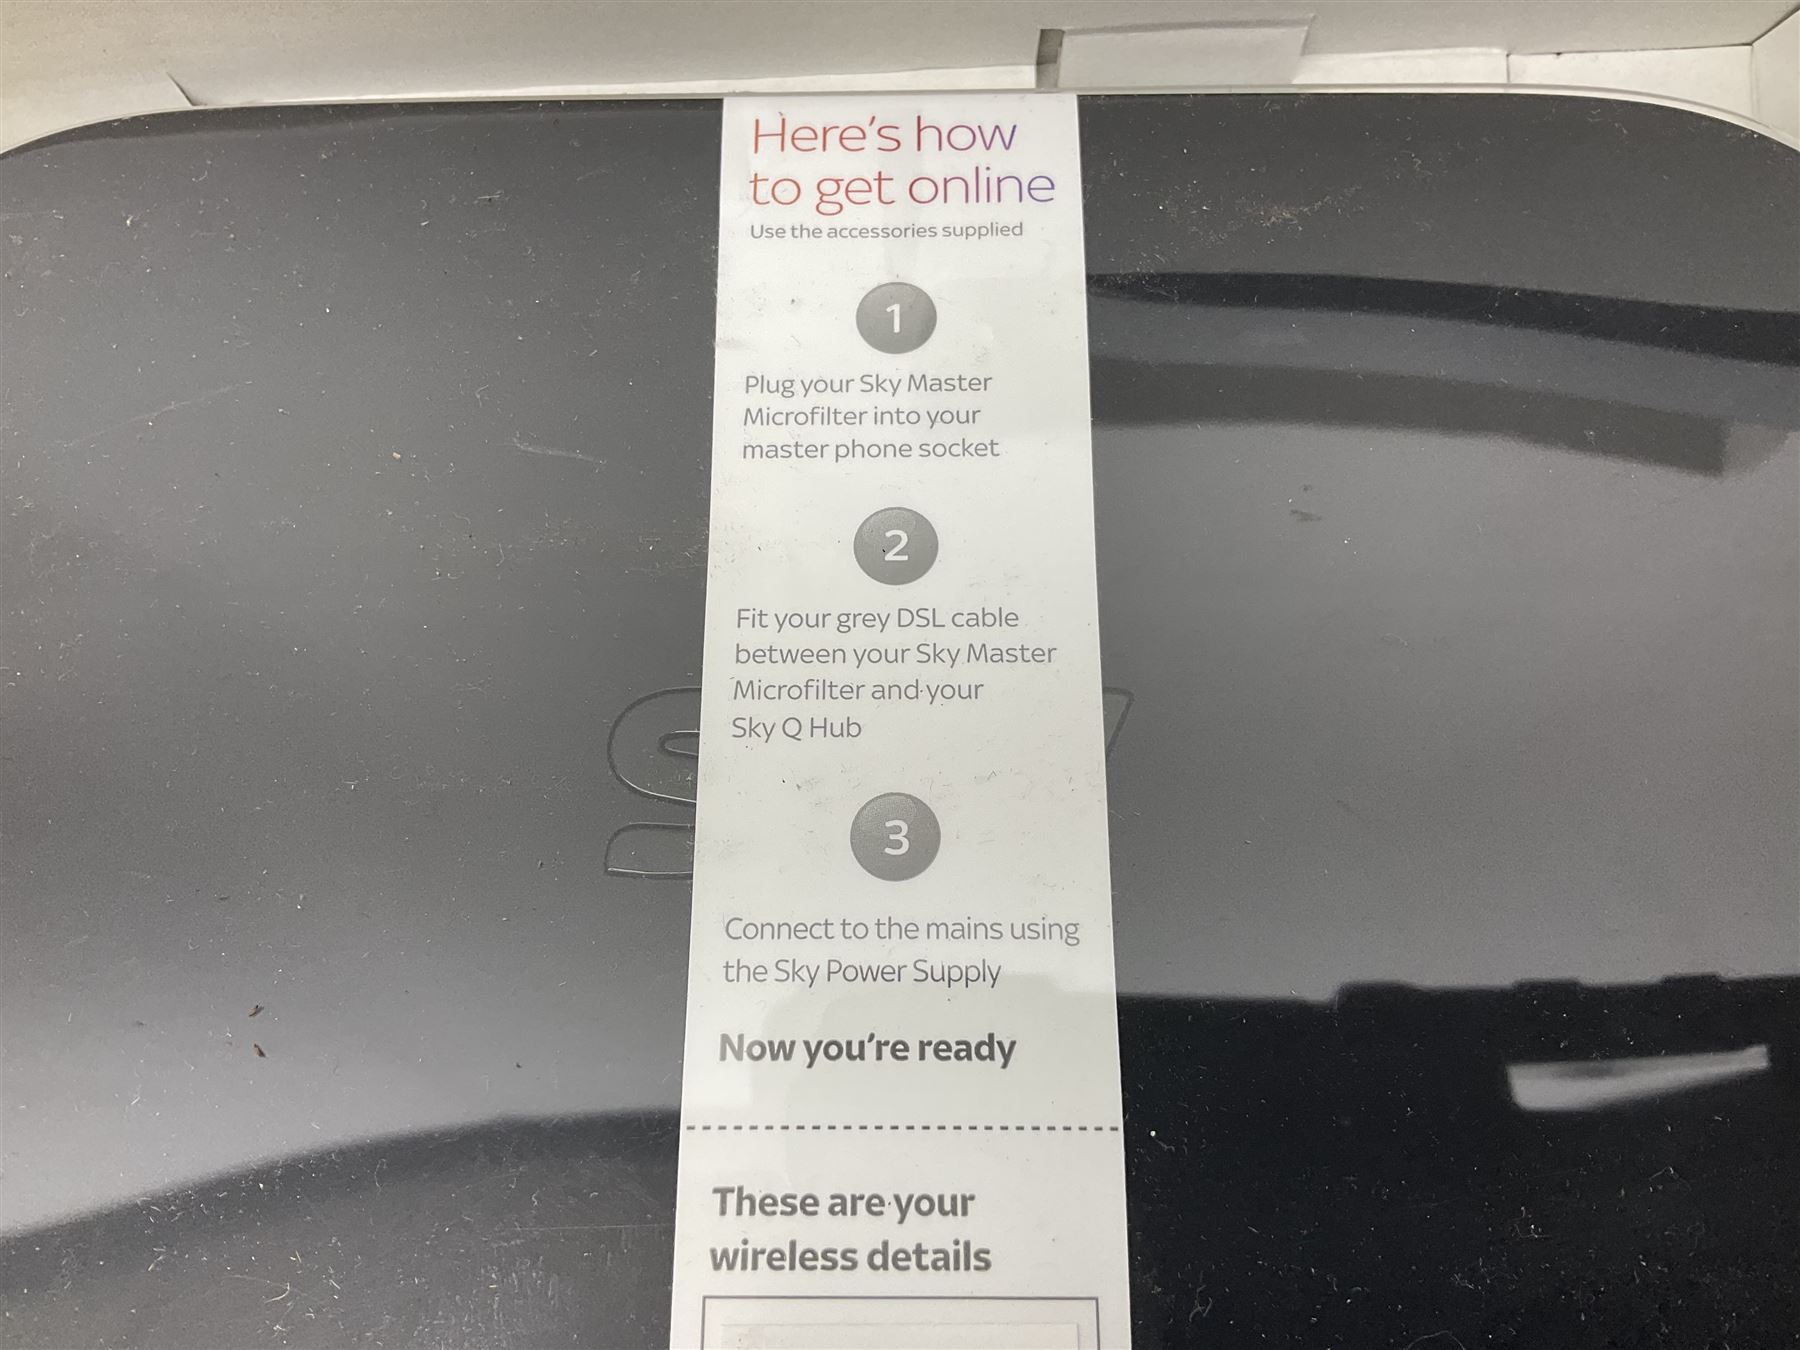 Here's how
to get online
Use the accessories supplied
1
Plug your Sky Master
Microfilter into your
master phone socket
2
Fit your grey DSL cable
between your Sky Master
Microfilter and your
Sky Q Hub
3
Connect to the mains using
the Sky Power Supply
Now you're ready
These are your
wireless details